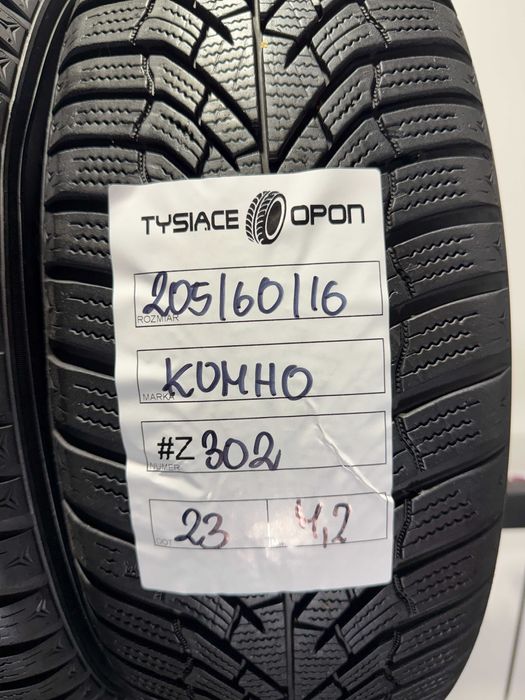 TYSIACE OPON
205/60/16
ROZMIAR
KUMHO
MARKA
#Z 302
NUMER
23 4,2
DOT